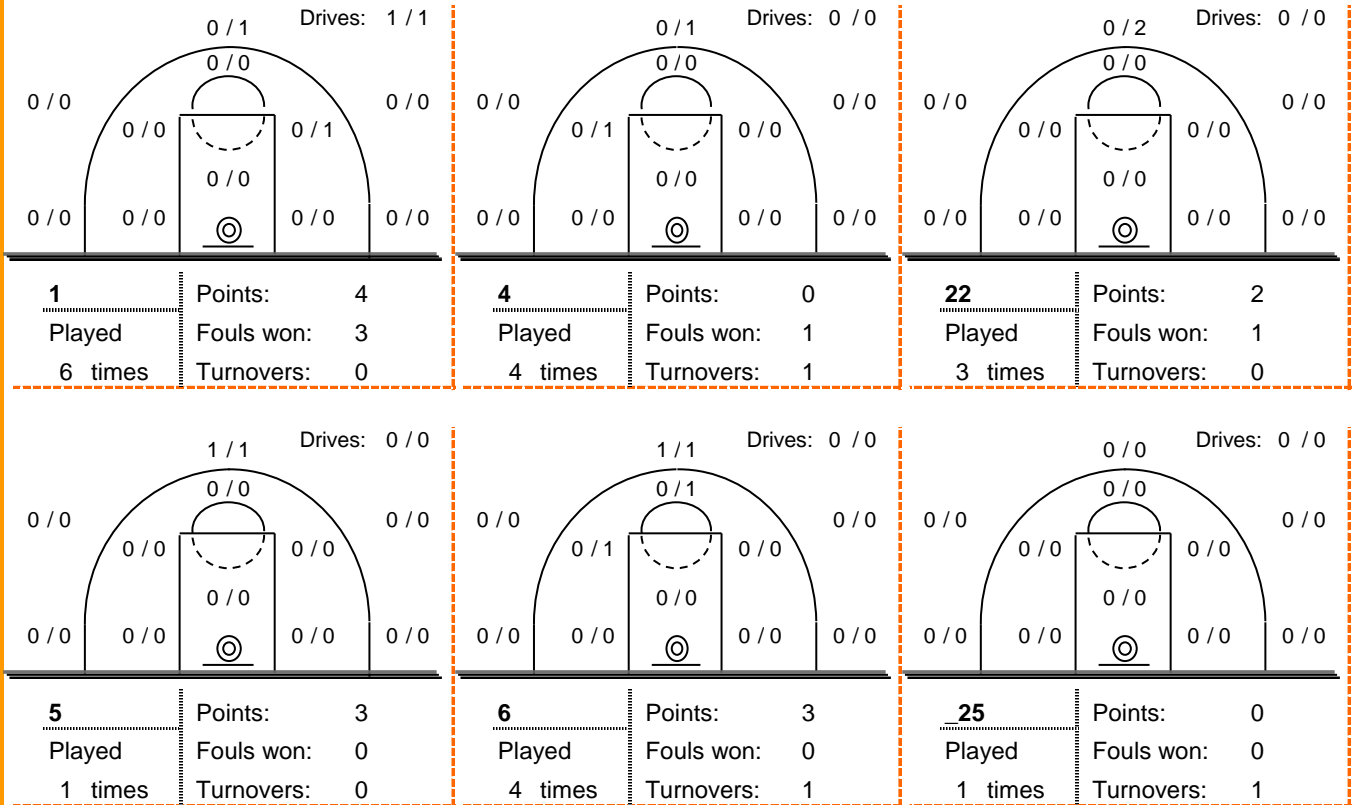 Drives: 1 / 1
0 / 1
0 / 0
0 / 0 0 / 0
0 / 0 0 / 1
0 / 0
0 / 0 0 / 0 0 / 0 0 / 0
1 Points: 4
Played Fouls won: 3
6 times Turnovers: 0
Drives: 0 / 0
0 / 1
0 / 0
0 / 0 0 / 0
0 / 1 0 / 0
0 / 0
0 / 0 0 / 0 0 / 0 0 / 0
4 Points: 0
Played Fouls won: 1
4 times Turnovers: 1
Drives: 0 / 0
0 / 2
0 / 0
0 / 0 0 / 0
0 / 0 0 / 0
0 / 0
0 / 0 0 / 0 0 / 0 0 / 0
22 Points: 2
Played Fouls won: 1
3 times Turnovers: 0
Drives: 0 / 0
1 / 1
0 / 0
0 / 0 0 / 0
0 / 0 0 / 0
0 / 0
0 / 0 0 / 0 0 / 0 0 / 0
5 Points: 3
Played Fouls won: 0
1 times Turnovers: 0
Drives: 0 / 0
1 / 1
0 / 1
0 / 0 0 / 0
0 / 1 0 / 0
0 / 0
0 / 0 0 / 0 0 / 0 0 / 0
6 Points: 3
Played Fouls won: 0
4 times Turnovers: 1
Drives: 0 / 0
0 / 0
0 / 0
0 / 0 0 / 0
0 / 0 0 / 0
0 / 0
0 / 0 0 / 0 0 / 0 0 / 0
_25 Points: 0
Played Fouls won: 0
1 times Turnovers: 1